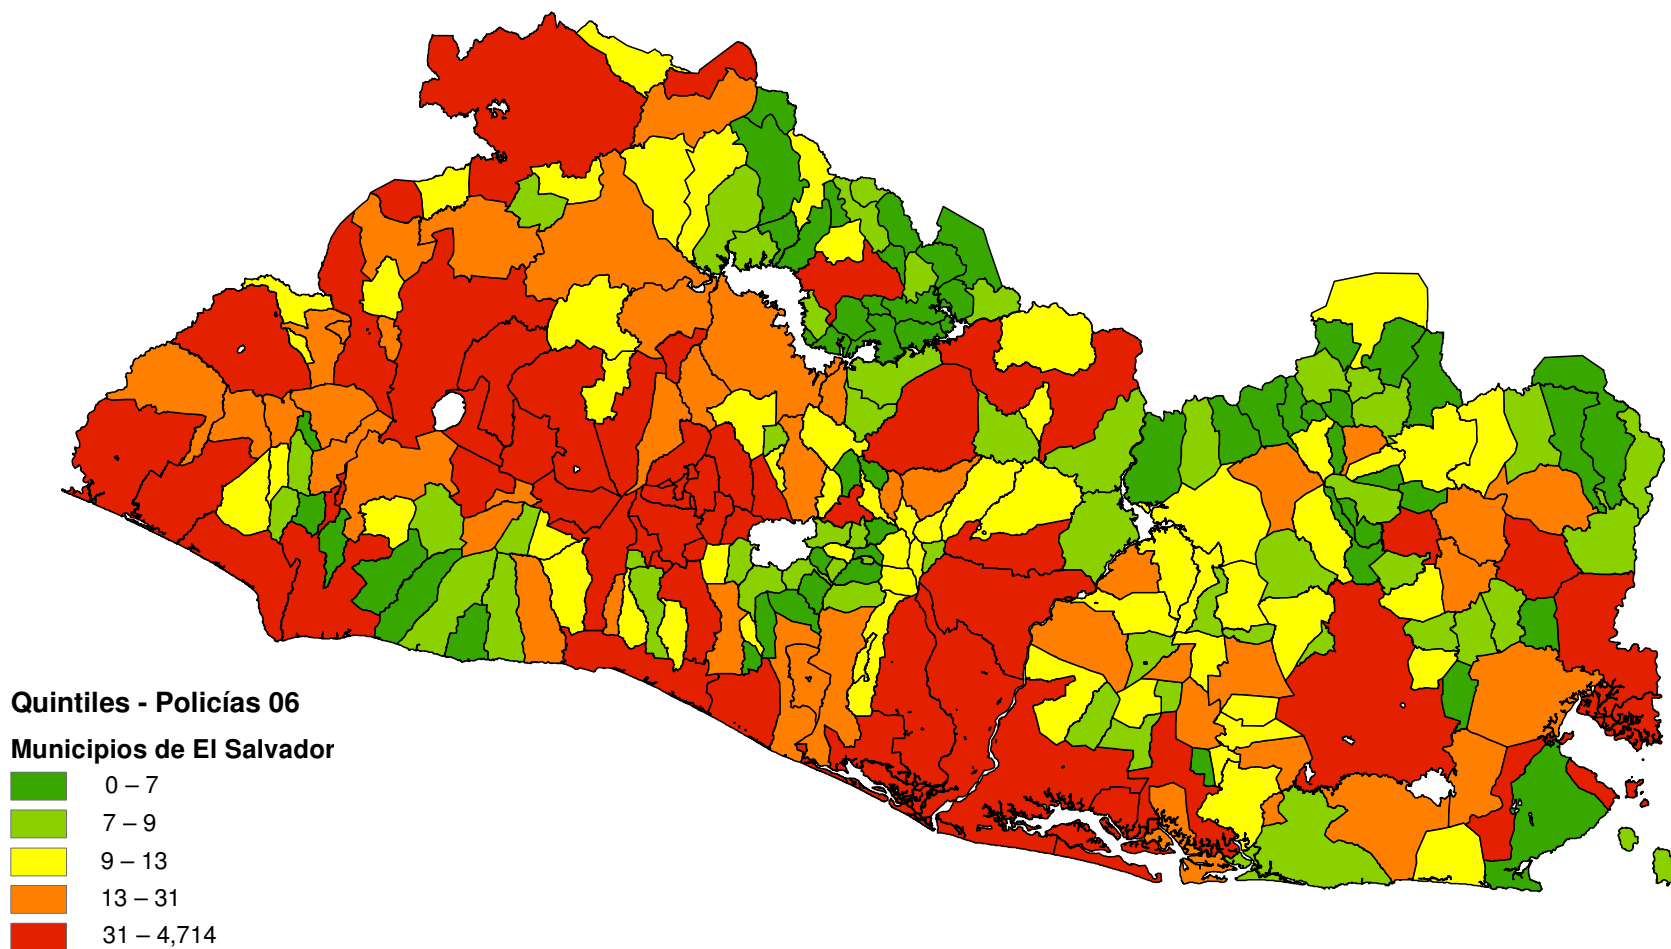 Quintiles - Policías 06
Municipios de El Salvador
0 – 7
7 – 9
9 – 13
13 – 31
31 – 4,714